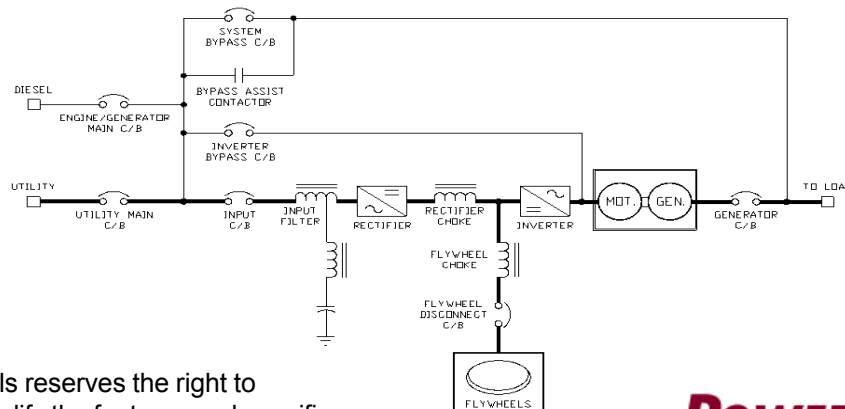 SYSTEM
BYPASS C/B
BYPASS ASSIST
CONTACTOR
DIESEL
ENGINE/GENERATOR
MAIN C/B
INVERTER
BYPASS C/B
UTILITY
UTILITY MAIN
C/B
INPUT
C/B
INPUT
FILTER
RECTIFIER
RECTIFIER
CHOKE
INVERTER
MOT.
GEN.
GENERATOR
C/B
TO LOA
FLYWHEEL
CHOKE
FLYWHEEL
DISCONNECT
C/B
FLYWHEELS
ls reserves the right to